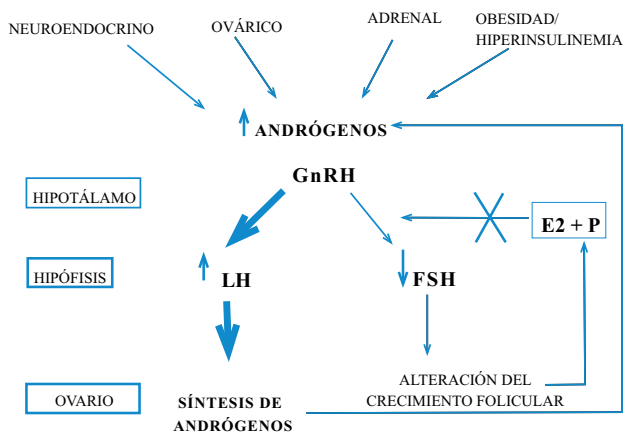 NEUROENDOCRINO
OVÁRICO
ADRENAL
OBESIDAD/
HIPERINSULINEMIA
ANDRÓGENOS
GnRH
HIPOTÁLAMO
E2 + P
HIPÓFISIS
LH
FSH
OVARIO
SÍNTESIS DE
ANDRÓGENOS
ALTERACIÓN DEL
CRECIMIENTO FOLICULAR